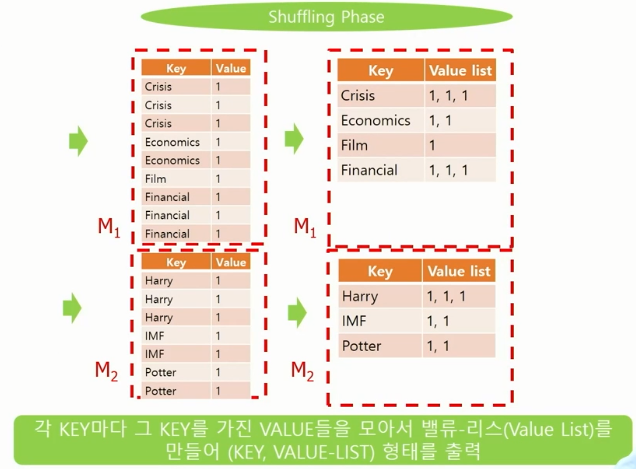 Shuffling Phase
Key Value
Crisis 1
Crisis 1
Crisis 1
Economics 1
Economics 1
Film 1
Financial 1
Financial 1
Financial 1
M1
Key Value list
Crisis 1, 1, 1
Economics 1, 1
Film 1
Financial 1, 1, 1
M1
Key Value
Harry 1
Harry 1
Harry 1
IMF 1
IMF 1
Potter 1
Potter 1
M2
Key Value list
Harry 1, 1, 1
IMF 1, 1
Potter 1, 1
M2
각 KEY마다 그 KEY를 가진 VALUE들을 모아서 밸류-리스(Value List)를
만들어 (KEY, VALUE-LIST) 형태를 출력